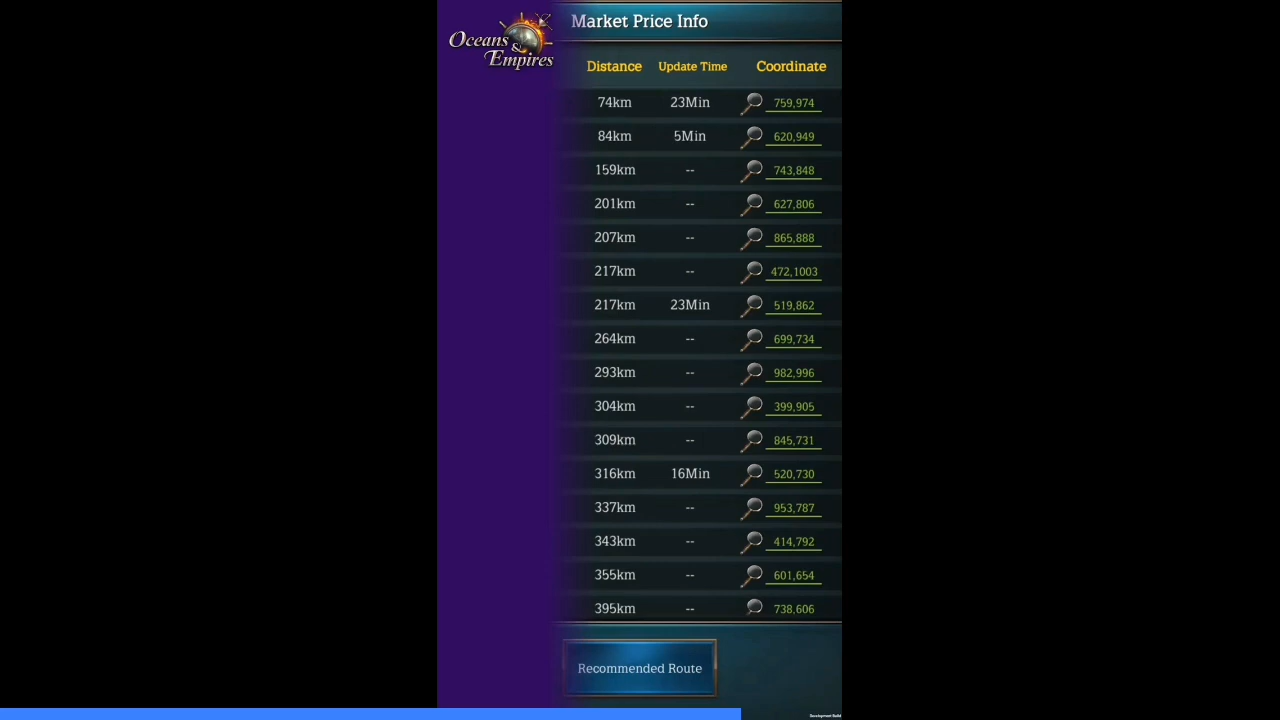 Oceans
&
Empires
Market Price Info
Distance Update Time Coordinate
74km 23Min 759,974
84km 5Min 620,949
159km -- 743,848
201km -- 627,806
207km -- 865,888
217km -- 472,1003
217km 23Min 519,862
264km -- 699,734
293km -- 982,996
304km -- 399,905
309km -- 845,731
316km 16Min 520,730
337km -- 953,787
343km -- 414,792
355km -- 601,654
395km -- 738,606
Recommended Route
Development Build